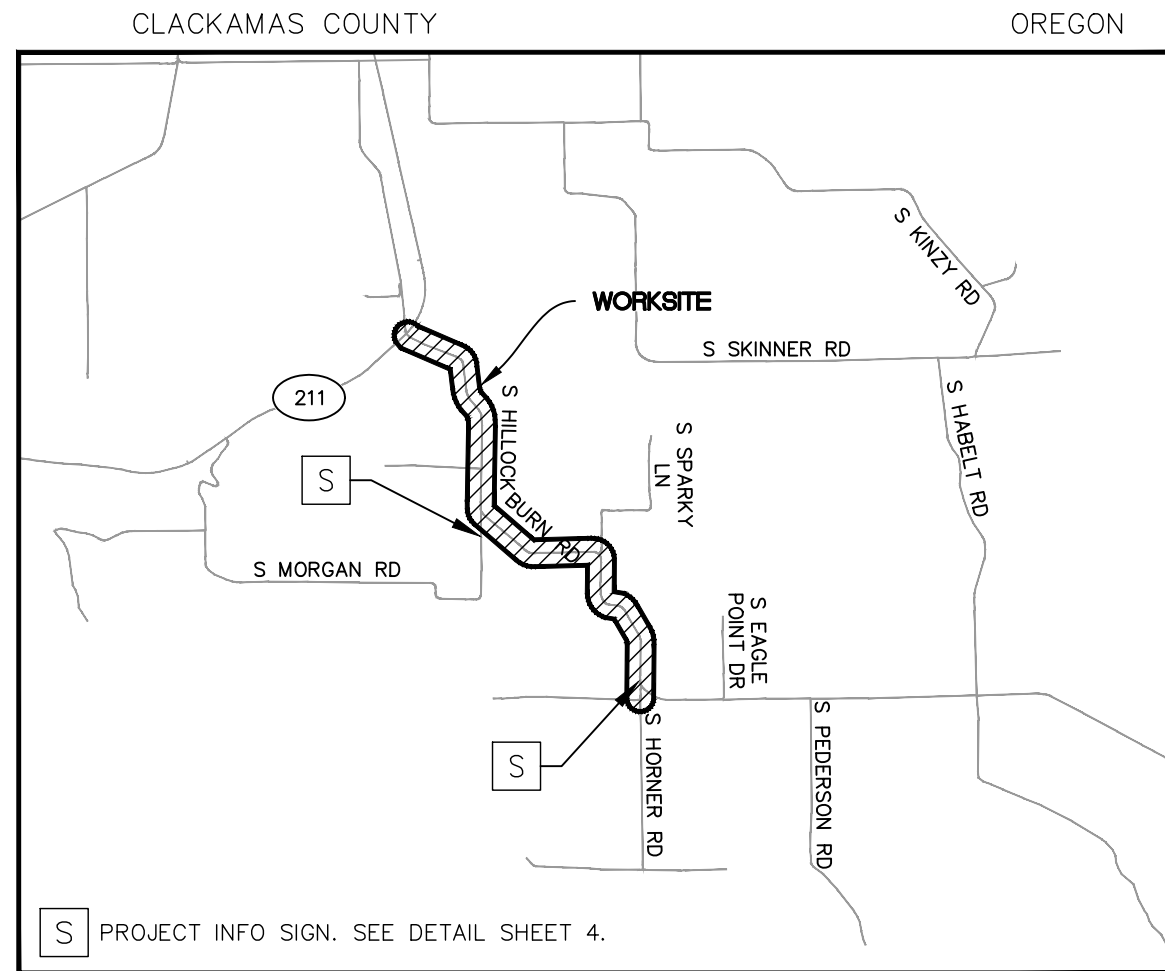 CLACKAMAS COUNTY
OREGON
S KINZY RD
WORKSITE
S SKINNER RD
211
S HILLOCK BURN RD
S HABELT RD
S SPARKY
LN
S
S MORGAN RD
S EAGLE
POINT DR
S HORNER RD
S PEDERSON RD
S
S PROJECT INFO SIGN. SEE DETAIL SHEET 4.